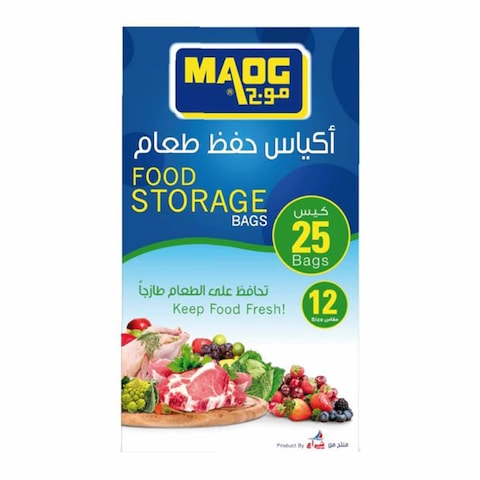 MAOG
موج®
أكياس حفظ طعام
FOOD
STORAGE
BAGS
كيس
25
Bags
تحافظ على الطعام طازجاً
Keep Food Fresh!
12
Size مقاس
Product By شراع منتج من